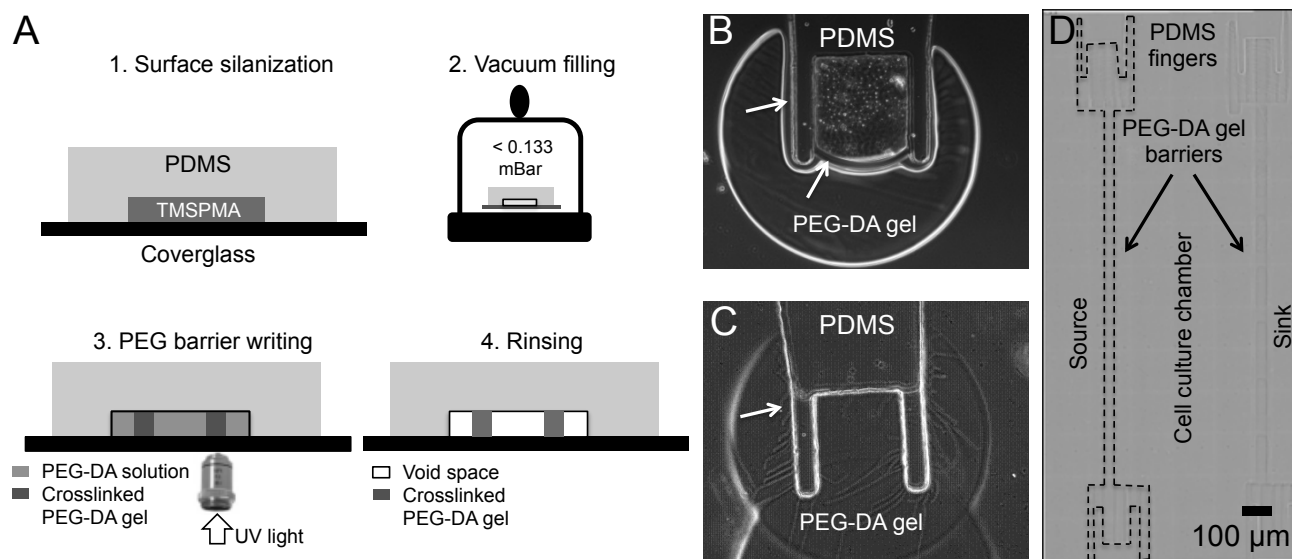 A
1. Surface silanization
PDMS
TMSPMA
Coverglass
2. Vacuum filling
< 0.133
mBar
3. PEG barrier writing
PEG-DA solution
Crosslinked
PEG-DA gel
UV light
4. Rinsing
Void space
Crosslinked
PEG-DA gel
B
PDMS
PEG-DA gel
C
PDMS
PEG-DA gel
D
PDMS
fingers
PEG-DA gel
barriers
Source
Cell culture chamber
Sink
100 µm